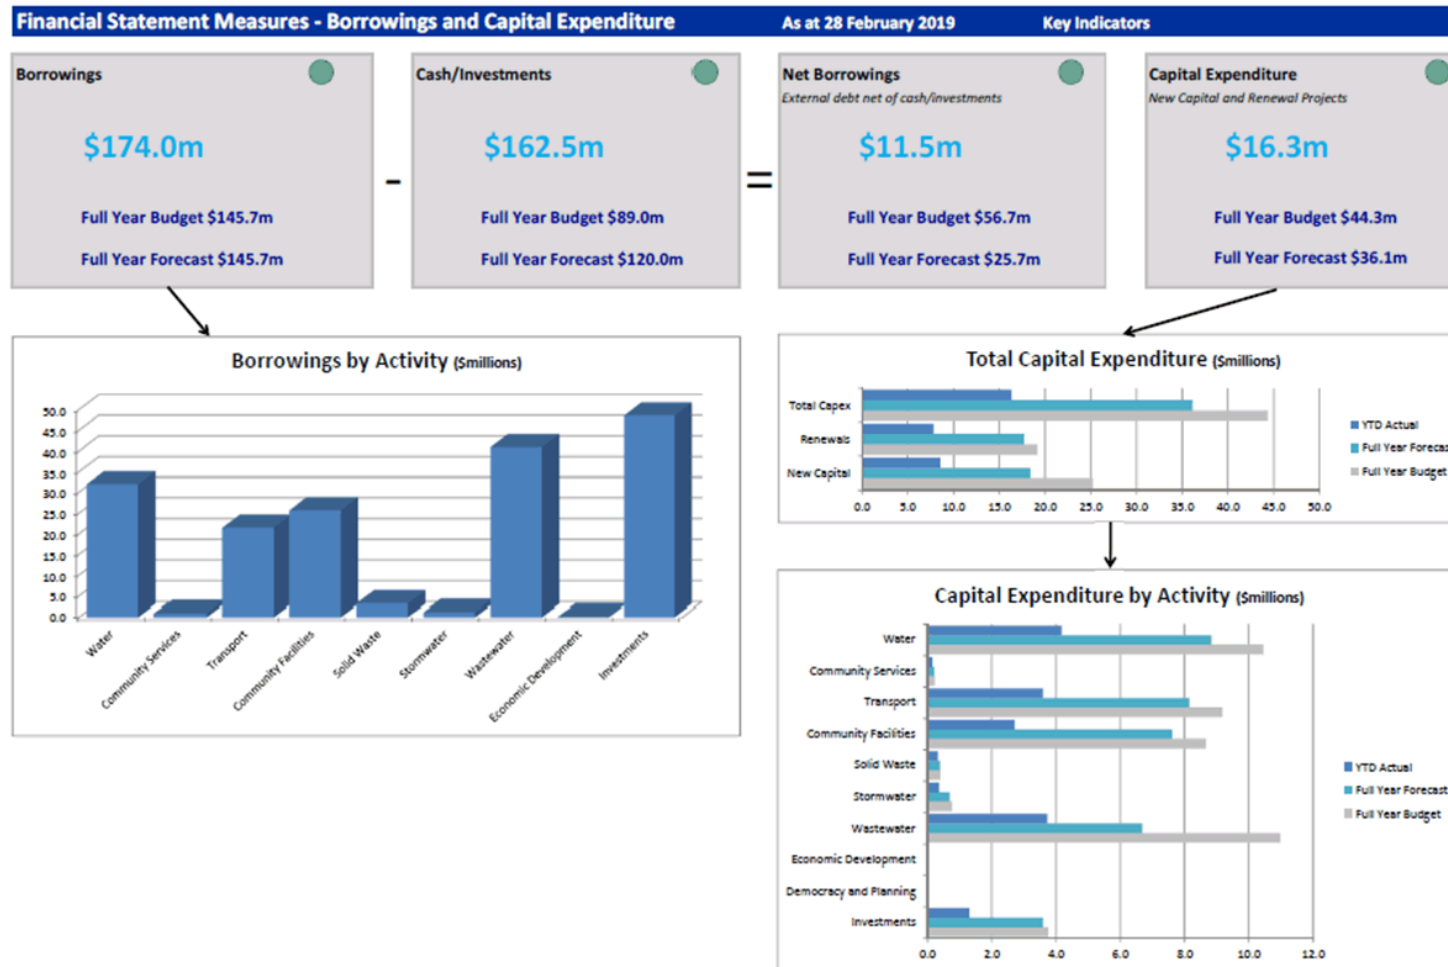 Financial Statement Measures - Borrowings and Capital Expenditure As at 28 February 2019 Key Indicators
Borrowings
$174.0m
Full Year Budget $145.7m
Full Year Forecast $145.7m
-
Cash/Investments
$162.5m
Full Year Budget $89.0m
Full Year Forecast $120.0m
=
Net Borrowings
External debt net of cash/investments
$11.5m
Full Year Budget $56.7m
Full Year Forecast $25.7m
Capital Expenditure
New Capital and Renewal Projects
$16.3m
Full Year Budget $44.3m
Full Year Forecast $36.1m
Borrowings by Activity ($millions)
50.0
45.0
40.0
35.0
30.0
25.0
20.0
15.0
10.0
5.0
0.0
Water
Community Services
Transport
Community Facilities
Solid Waste
Stormwater
Wastewater
Economic Development
Investments
Total Capital Expenditure ($millions)
Total Capex
Renewals
New Capital
0.0 5.0 10.0 15.0 20.0 25.0 30.0 35.0 40.0 45.0 50.0
YTD Actual
Full Year Forecas
Full Year Budget
Capital Expenditure by Activity ($millions)
Water
Community Services
Transport
Community Facilities
Solid Waste
Stormwater
Wastewater
Economic Development
Democracy and Planning
Investments
0.0 2.0 4.0 6.0 8.0 10.0 12.0
YTD Actual
Full Year Forecast
Full Year Budget